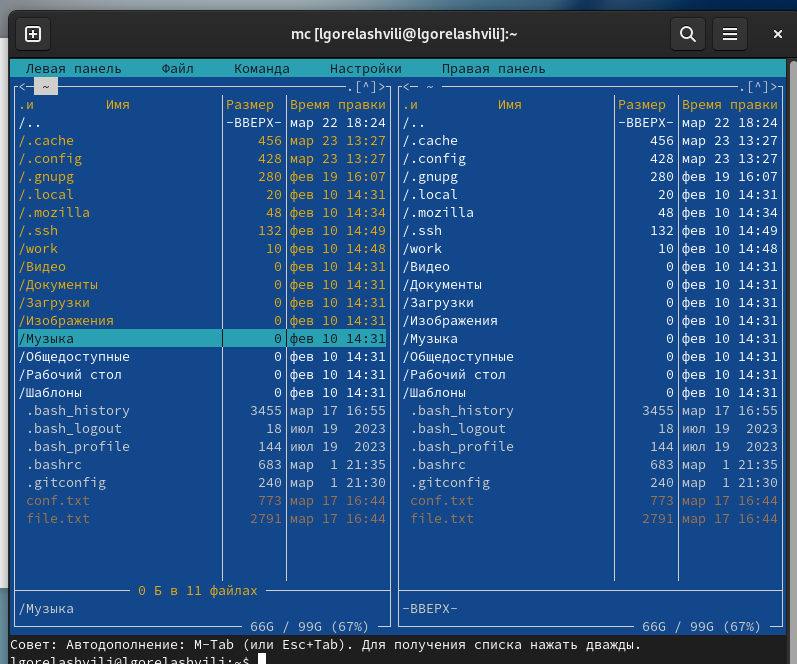 mc [lgorelashvili@lgorelashvili]:~
Левая панель Файл Команда Настройки Правая панель
<─ ~ .[^]> <─ ~ .[^]>
.и Имя Размер Время правки .и Имя Размер Время правки
/.. -ВВЕРХ- мар 22 18:24 /.. -ВВЕРХ- мар 22 18:24
/.cache 456 мар 23 13:27 /.cache 456 мар 23 13:27
/.config 428 мар 23 13:27 /.config 428 мар 23 13:27
/.gnupg 280 фев 19 16:07 /.gnupg 280 фев 19 16:07
/.local 20 фев 10 14:31 /.local 20 фев 10 14:31
/.mozilla 48 фев 10 14:34 /.mozilla 48 фев 10 14:34
/.ssh 132 фев 10 14:49 /.ssh 132 фев 10 14:49
/work 10 фев 10 14:48 /work 10 фев 10 14:48
/Видео 0 фев 10 14:31 /Видео 0 фев 10 14:31
/Документы 0 фев 10 14:31 /Документы 0 фев 10 14:31
/Загрузки 0 фев 10 14:31 /Загрузки 0 фев 10 14:31
/Изображения 0 фев 10 14:31 /Изображения 0 фев 10 14:31
/Музыка 0 фев 10 14:31 /Музыка 0 фев 10 14:31
/Общедоступные 0 фев 10 14:31 /Общедоступные 0 фев 10 14:31
/Рабочий стол 0 фев 10 14:31 /Рабочий стол 0 фев 10 14:31
/Шаблоны 0 фев 10 14:31 /Шаблоны 0 фев 10 14:31
.bash_history 3455 мар 17 16:55 .bash_history 3455 мар 17 16:55
.bash_logout 18 июл 19 2023 .bash_logout 18 июл 19 2023
.bash_profile 144 июл 19 2023 .bash_profile 144 июл 19 2023
.bashrc 683 мар 1 21:35 .bashrc 683 мар 1 21:35
.gitconfig 240 мар 1 21:30 .gitconfig 240 мар 1 21:30
conf.txt 773 мар 17 16:44 conf.txt 773 мар 17 16:44
file.txt 2791 мар 17 16:44 file.txt 2791 мар 17 16:44
0 Б в 11 файлах
/Музыка -ВВЕРХ-
66G / 99G (67%) 66G / 99G (67%)
Совет: Автодополнение: M-Tab (или Esc+Tab). Для получения списка нажать дважды.
lgorelashvili@lgorelashvili:~$